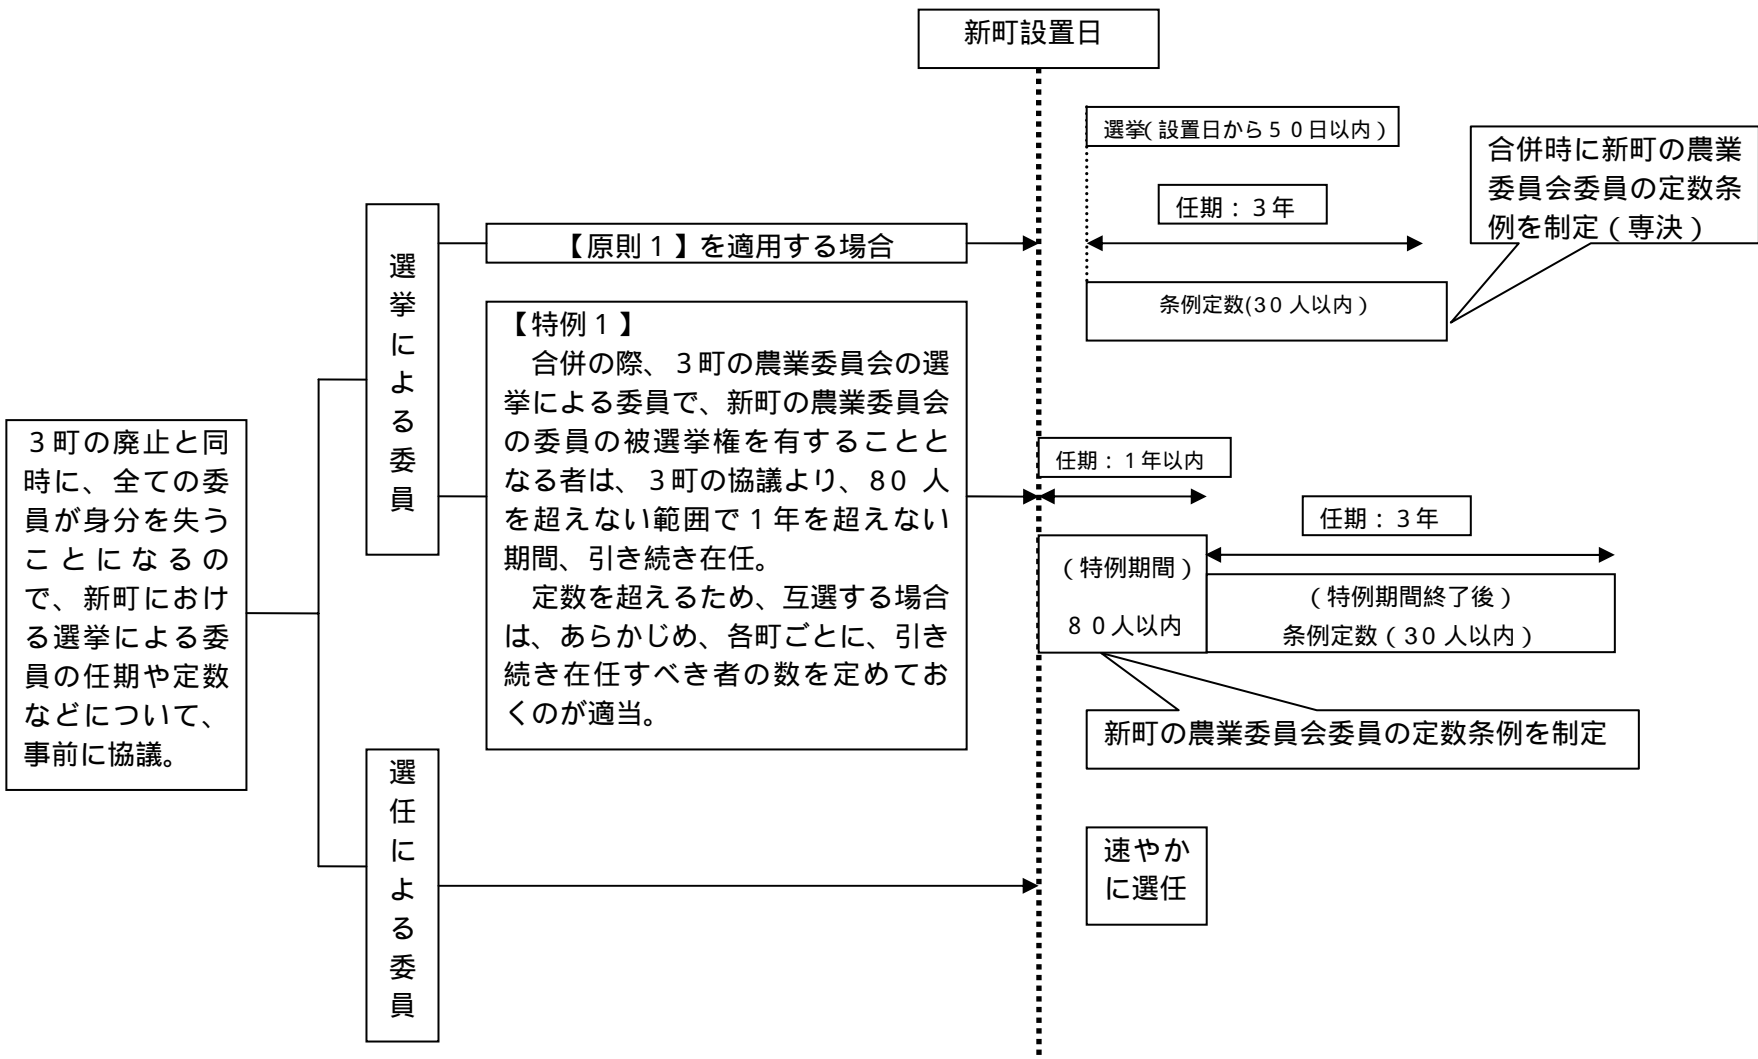 新町設置日
選挙(設置日から50日以内)
合併時に新町の農業
委員会委員の定数条
例を制定(専決)
任期:3年
選挙による委員
【原則1】を適用する場合
条例定数(30人以内)
【特例1】
合併の際、3町の農業委員会の選
挙による委員で、新町の農業委員会
の委員の被選挙権を有することと
なる者は、3町の協議より、80人
を超えない範囲で1年を超えない
期間、引き続き在任。
定数を超えるため、互選する場合
は、あらかじめ、各町ごとに、引き
続き在任すべき者の数を定めてお
くのが適当。
3町の廃止と同
時に、全ての委
員が身分を失う
ことになるの
で、新町におけ
る選挙による委
員の任期や定数
などについて、
事前に協議。
任期:1年以内
任期:3年
(特例期間)
80人以内
(特例期間終了後)
条例定数(30人以内)
新町の農業委員会委員の定数条例を制定
選任による委員
速やか
に選任